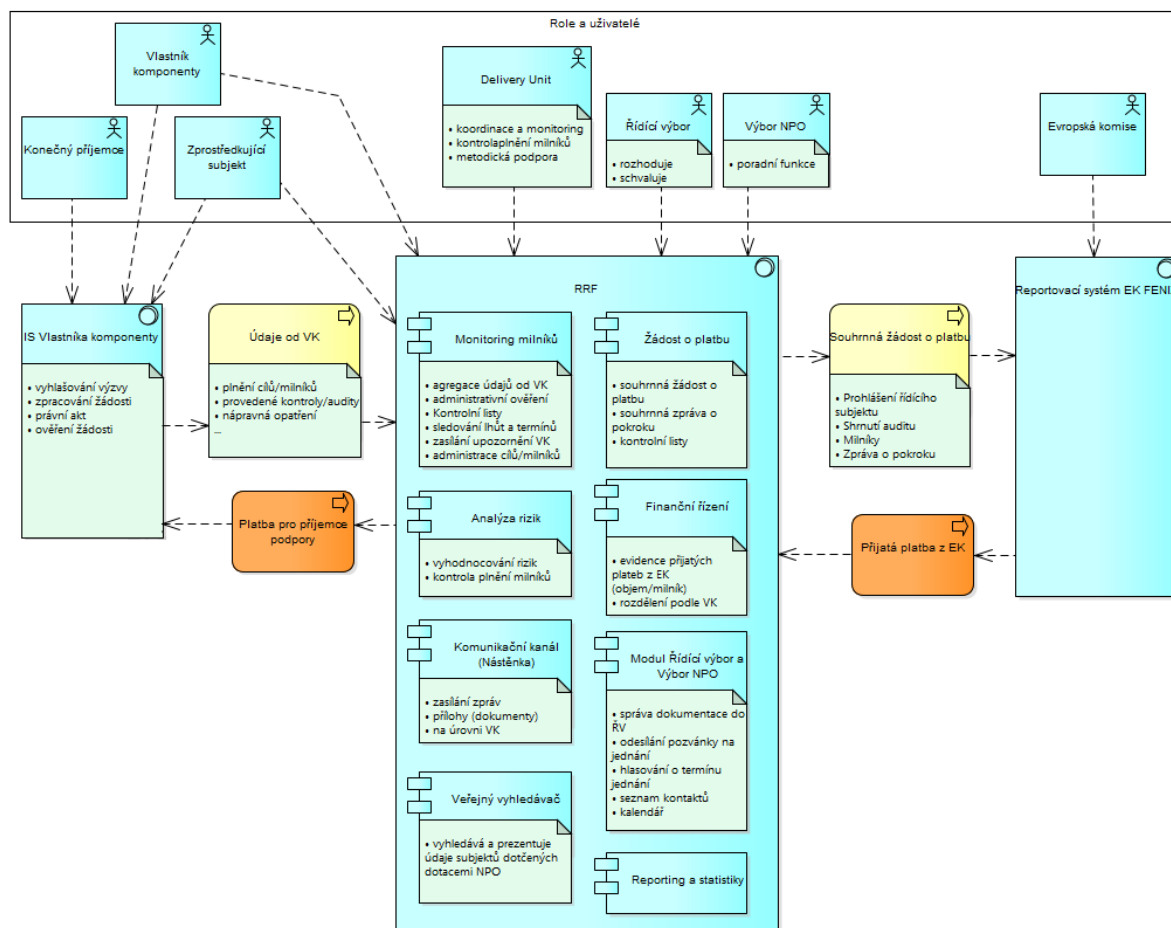 Role a uživatelé
Vlastník
komponenty
Konečný příjemce
Zprostředkující
subjekt
Delivery Unit
• koordinace a monitoring
• kontrolaplnění milníků
• metodická podpora
Řídící výbor
• rozhoduje
• schvaluje
Výbor NPO
• poradní funkce
Evropská komise
IS Vlastníka komponenty
• vyhlašování výzvy
• zpracování žádosti
• právní akt
• ověření žádosti
Údaje od VK
• plnění cílů/milníků
• provedené kontroly/audity
• nápravná opatření
...
Platba pro příjemce
podpory
RRF
Monitoring milníků
• agregace údajů od VK
• administrativní ověření
• Kontrolní listy
• sledování lhůt a termínů
• zasílání upozornění VK
• administrace cílů/milníků
Žádost o platbu
• souhrnná žádost o
platbu
• souhrnná zpráva o
pokroku
• kontrolní listy
Analýza rizik
• vyhodnocování rizik
• kontrola plnění milníků
Finanční řízení
• evidence přijatých
plateb z EK
(objem/milník)
• rozdělení podle VK
Komunikační kanál
(Nástěnka)
• zasílání zpráv
• přílohy (dokumenty)
• na úrovni VK
Modul Řídící výbor a
Výbor NPO
• správa dokumentace do
ŘV
• odesílání pozvánky na
jednání
• hlasování o termínu
jednání
• seznam kontaktů
• kalendář
Veřejný vyhledávač
• vyhledává a prezentuje
údaje subjektů dotčených
dotacemi NPO
Reporting a statistiky
Souhrnná žádost o platbu
• Prohlášení řídícího
subjektu
• Shrnutí auditu
• Milníky
• Zpráva o pokroku
Přijatá platba z EK
Reportovací systém EK FENI